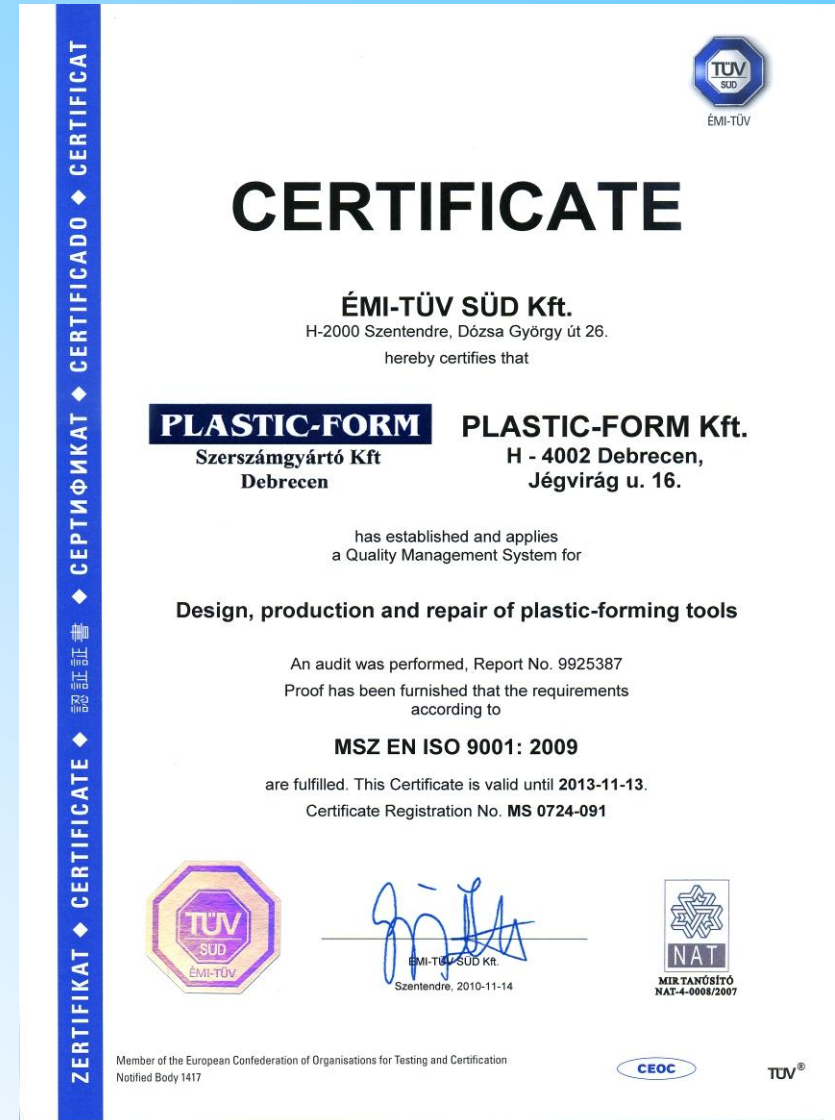 TÜV
SÜD
ÉMI-TÜV
CERTIFICATE
ÉMI-TÜV SÜD Kft.
H-2000 Szentendre, Dózsa György út 26.
hereby certifies that
PLASTIC-FORM
Szerszámgyártó Kft
Debrecen
PLASTIC-FORM Kft.
H - 4002 Debrecen,
Jégvirág u. 16.
has established and applies
a Quality Management System for
Design, production and repair of plastic-forming tools
An audit was performed, Report No. 9925387
Proof has been furnished that the requirements
according to
MSZ EN ISO 9001: 2009
are fulfilled. This Certificate is valid until 2013-11-13.
Certificate Registration No. MS 0724-091
TÜV
SÜD
ÉMI-TÜV
ÉMI-TÜV SÜD Kft.
Szentendre, 2010-11-14
NAT
MIR TANÚSÍTÓ
NAT-4-0008/2007
Member of the European Confederation of Organisations for Testing and Certification
Notified Body 1417
CEOC
TÜV®
ZERTIFIKAT ◆ CERTIFICATE ◆ 認証証書 ◆ СЕРТИФИКАТ ◆ CERTIFICADO ◆ CERTIFICAT